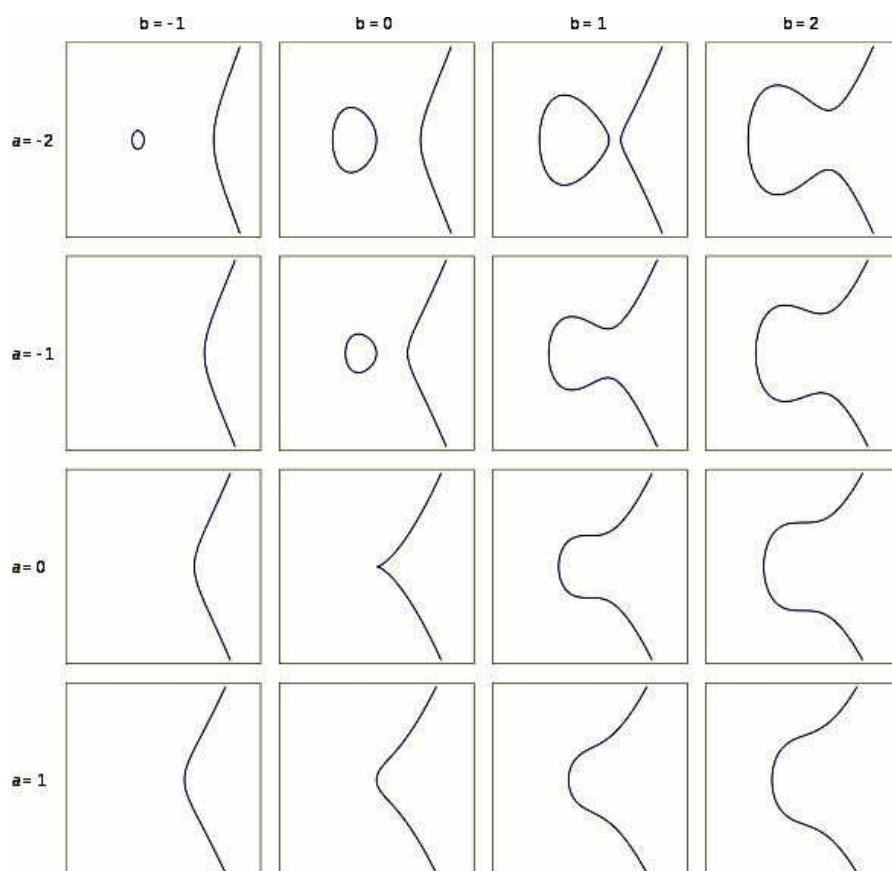 b = -1 b = 0 b = 1 b = 2
a = -2
a = -1
a = 0
a = 1